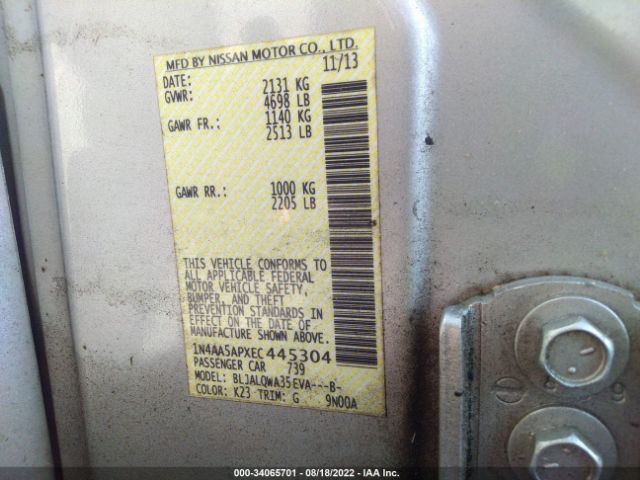 MFD BY NISSAN MOTOR CO., LTD.
DATE: 11/13
GVWR: 2131 KG
4698 LB
GAWR FR.: 1140 KG
2513 LB
GAWR RR.: 1000 KG
2205 LB
THIS VEHICLE CONFORMS TO
ALL APPLICABLE FEDERAL
MOTOR VEHICLE SAFETY,
BUMPER, AND THEFT
PREVENTION STANDARDS IN
EFFECT ON THE DATE OF
MANUFACTURE SHOWN ABOVE.
1N4AA5APXEC445304
PASSENGER CAR 739
MODEL: BLJALQWA35EVA---B-
COLOR: K23 TRIM: G 9N00A
8 9
000-34065701 - 08/18/2022 - IAA Inc.